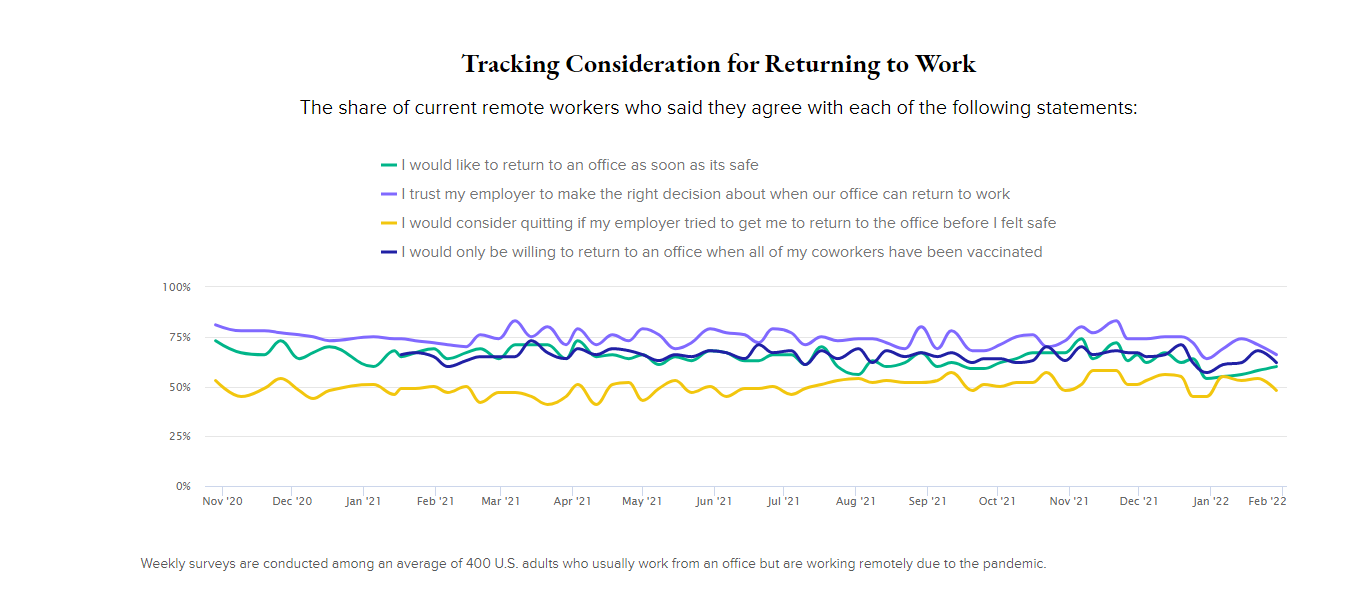 Tracking Consideration for Returning to Work
The share of current remote workers who said they agree with each of the following statements:
I would like to return to an office as soon as its safe
I trust my employer to make the right decision about when our office can return to work
I would consider quitting if my employer tried to get me to return to the office before I felt safe
I would only be willing to return to an office when all of my coworkers have been vaccinated
100%
75%
50%
25%
0%
Nov '20 Dec '20 Jan '21 Feb '21 Mar '21 Apr '21 May '21 Jun '21 Jul '21 Aug '21 Sep '21 Oct '21 Nov '21 Dec '21 Jan '22 Feb '22
Weekly surveys are conducted among an average of 400 U.S. adults who usually work from an office but are working remotely due to the pandemic.